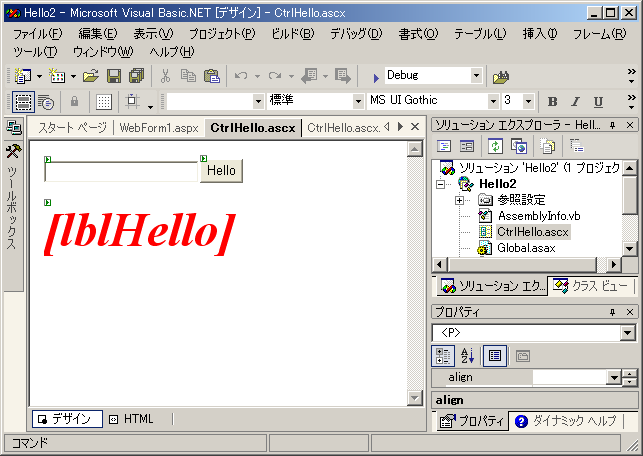 Hello2 - Microsoft Visual Basic.NET [デザイン] - CtrlHello.ascx
ファイル(F) 編集(E) 表示(V) プロジェクト(P) ビルド(B) デバッグ(D) 書式(O) テーブル(L) 挿入(I) フレーム(R)
ツール(T) ウィンドウ(W) ヘルプ(H)
Debug
標準 MS UI Gothic 3 B I U
スタート ページ WebForm1.aspx CtrlHello.ascx CtrlHello.ascx.
ツールボックス
Hello
[lblHello]
デザイン HTML
ソリューション エクスプローラ - Hell...
ソリューション 'Hello2' (1 プロジェク
Hello2
参照設定
AssemblyInfo.vb
CtrlHello.ascx
Global.asax
ソリューション エク... クラス ビュー
プロパティ
<P>
align
align
プロパティ ダイナミック ヘルプ
コマンド